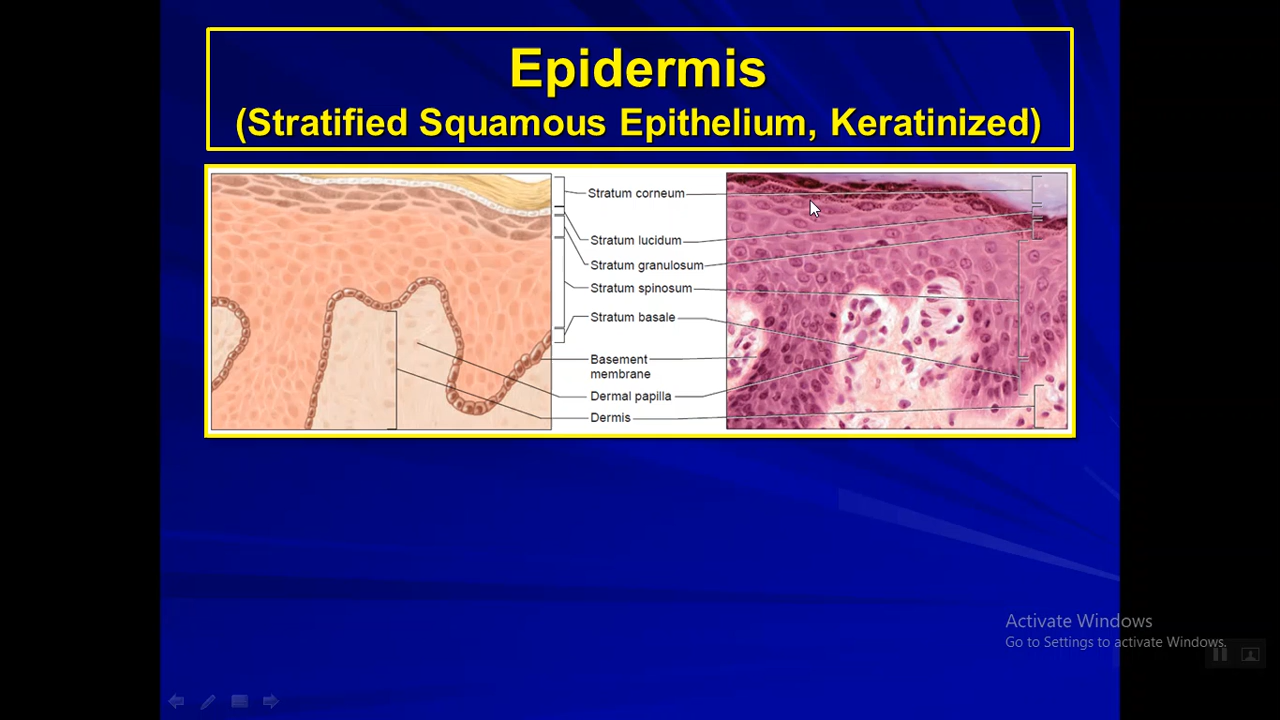 Epidermis
(Stratified Squamous Epithelium, Keratinized)
Stratum corneum
Stratum lucidum
Stratum granulosum
Stratum spinosum
Stratum basale
Basement
membrane
Dermal papilla
Dermis
Activate Windows
Go to Settings to activate Windows.